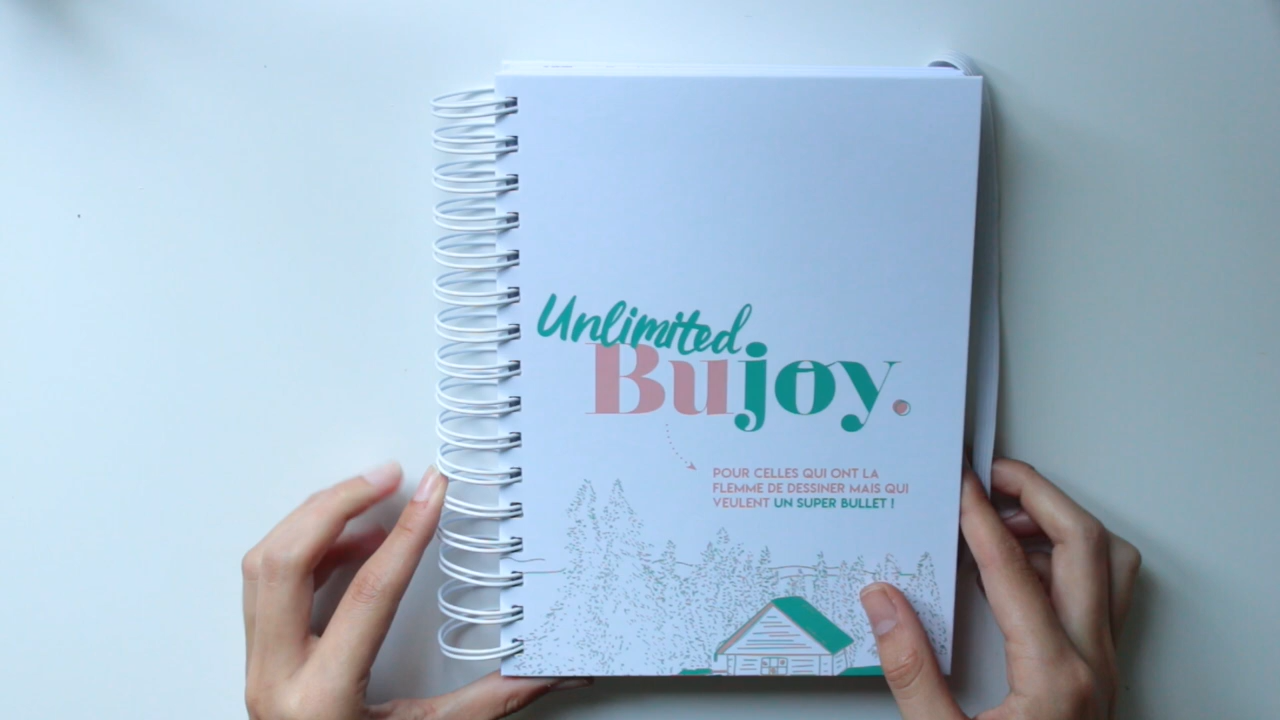 Unlimited
Bujoy.
POUR CELLES QUI ONT LA
FLEMME DE DESSINER MAIS QUI
VEULENT UN SUPER BULLET !